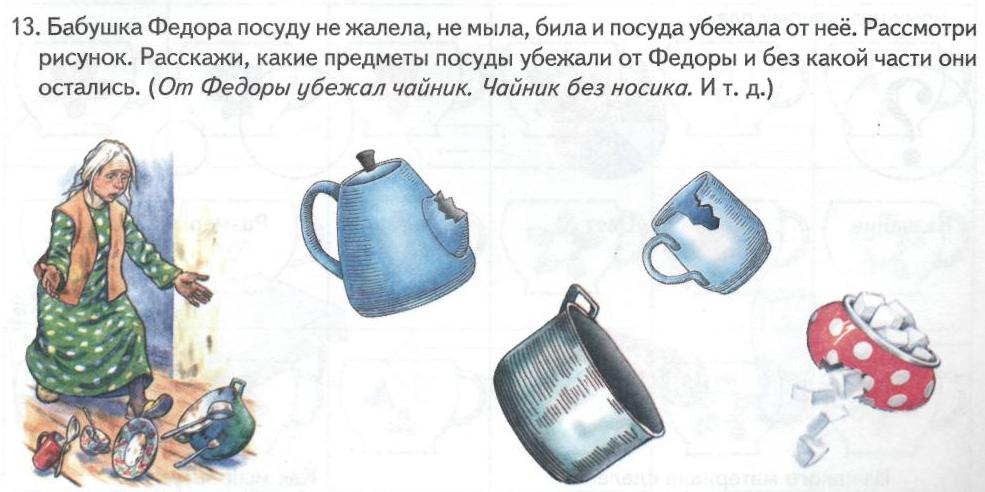 13. Бабушка Федора посуду не жалела, не мыла, била и посуда убежала от неё. Рассмотри
рисунок. Расскажи, какие предметы посуды убежали от Федоры и без какой части они
остались. (От Федоры убежал чайник. Чайник без носика. И т. д.)